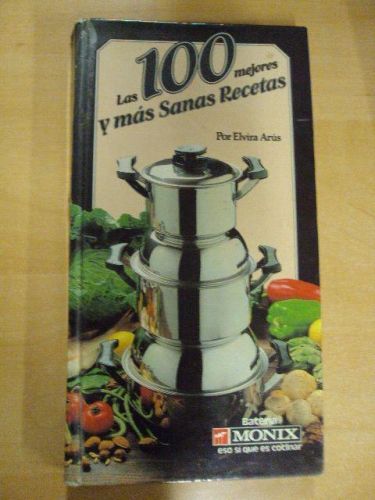 Las 100 mejores
Y más Sanas Recetas
Por Elvira Arús
Batería
MONIX
eso sí que es cocinar